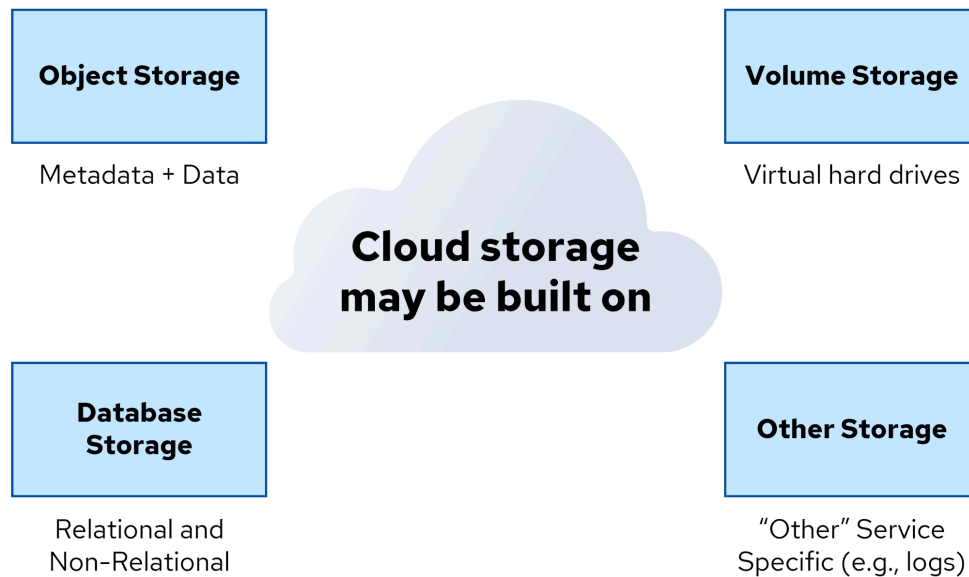 Object Storage
Metadata + Data
Volume Storage
Virtual hard drives
Cloud storage
may be built on
Database
Storage
Relational and
Non-Relational
Other Storage
“Other” Service
Specific (e.g., logs)